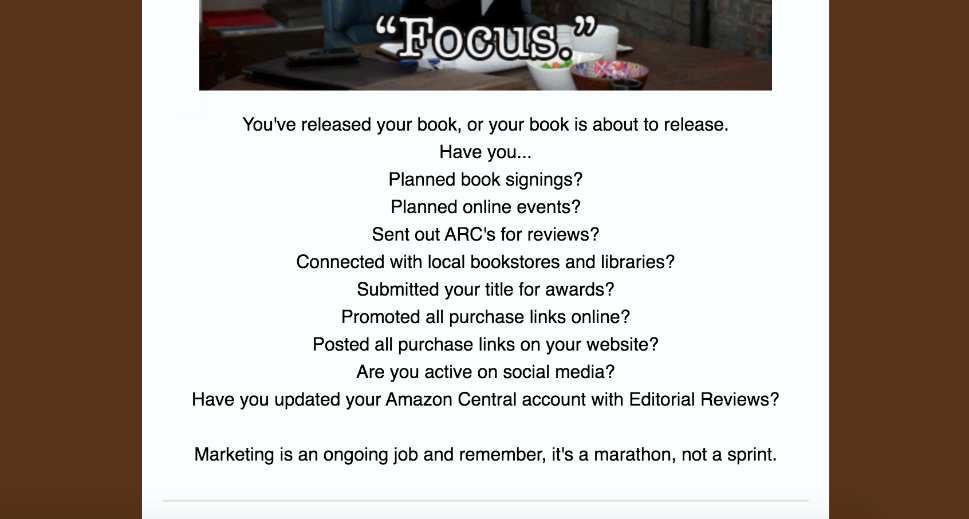 “Focus.”
You've released your book, or your book is about to release.
Have you...
Planned book signings?
Planned online events?
Sent out ARC's for reviews?
Connected with local bookstores and libraries?
Submitted your title for awards?
Promoted all purchase links online?
Posted all purchase links on your website?
Are you active on social media?
Have you updated your Amazon Central account with Editorial Reviews?
Marketing is an ongoing job and remember, it's a marathon, not a sprint.